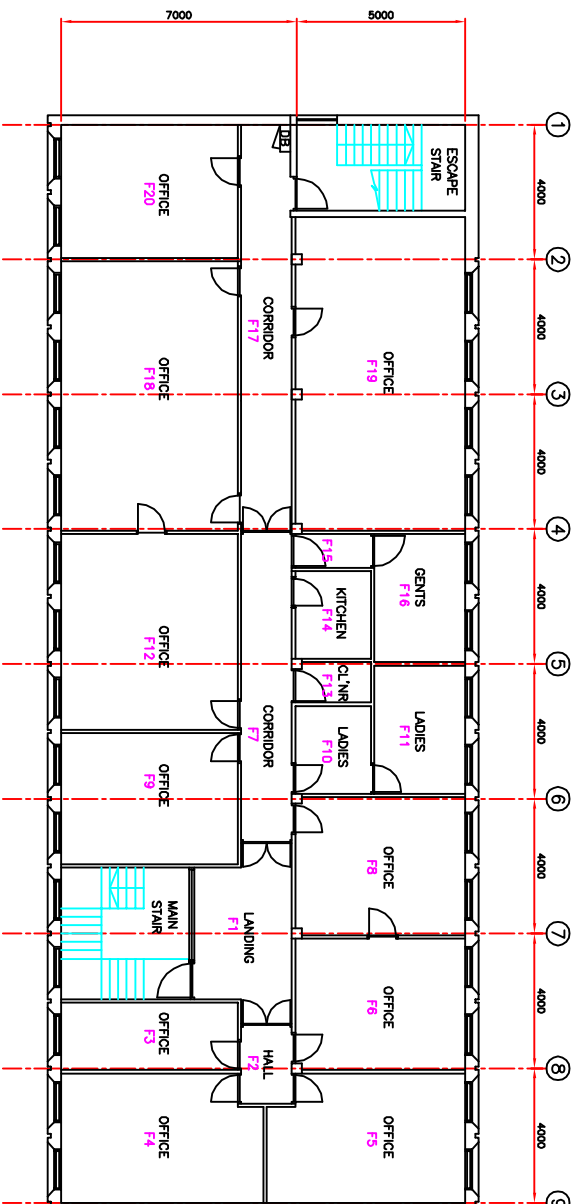 7000
5000
1
4000
2
4000
3
4000
4
4000
5
4000
6
4000
7
4000
8
4000
9
ESCAPE
STAIR
DB
OFFICE
F20
CORRIDOR
F17
OFFICE
F19
OFFICE
F18
F15
GENTS
F16
KITCHEN
F14
OFFICE
F12
CL'NR
F13
LADIES
F11
LADIES
F10
CORRIDOR
F7
OFFICE
F9
OFFICE
F8
MAIN
STAIR
LANDING
F1
OFFICE
F6
OFFICE
F3
HALL
F2
OFFICE
F4
OFFICE
F5